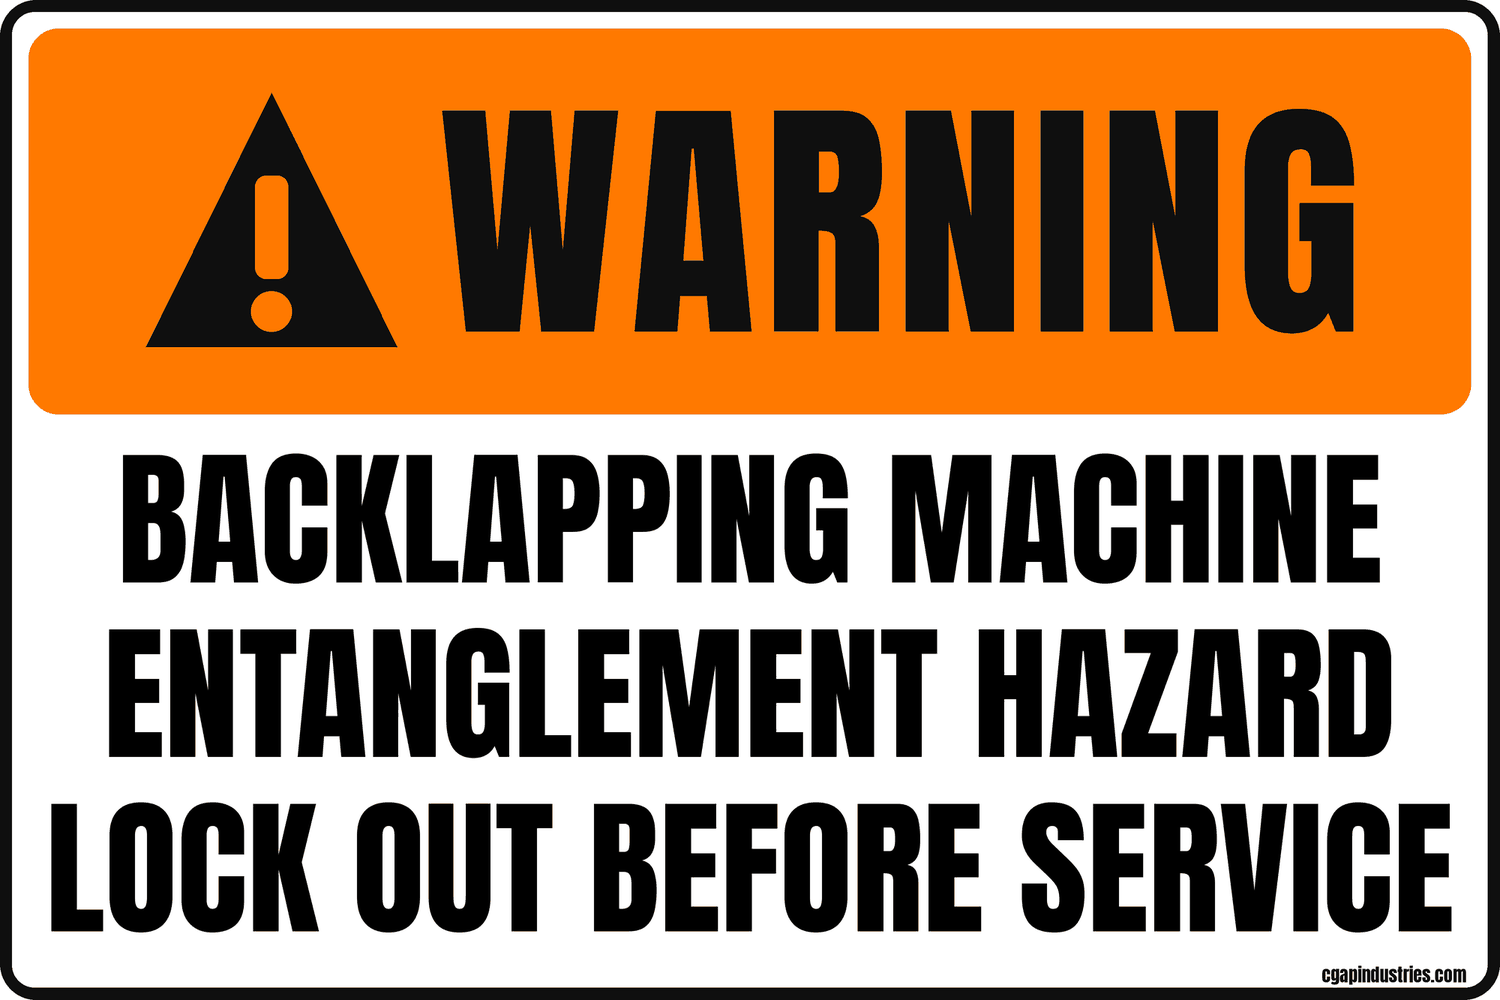 WARNING
BACKLAPPING MACHINE
ENTANGLEMENT HAZARD
LOCK OUT BEFORE SERVICE
cgapindustries.com